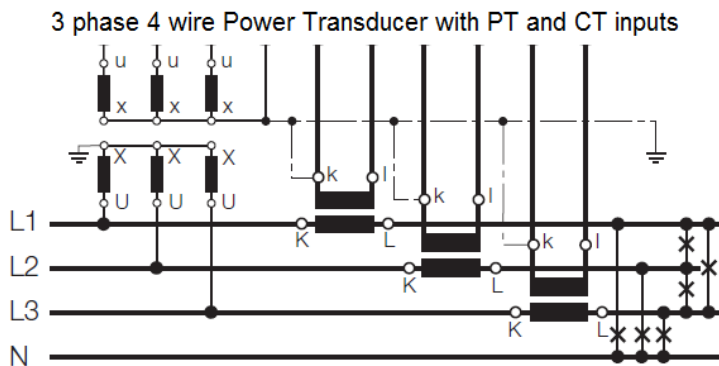 3 phase 4 wire Power Transducer with PT and CT inputs
u u u
x x x
X X X
U U U
k l
k l
k l
L1
K L
L2
K L
L3
K L
N